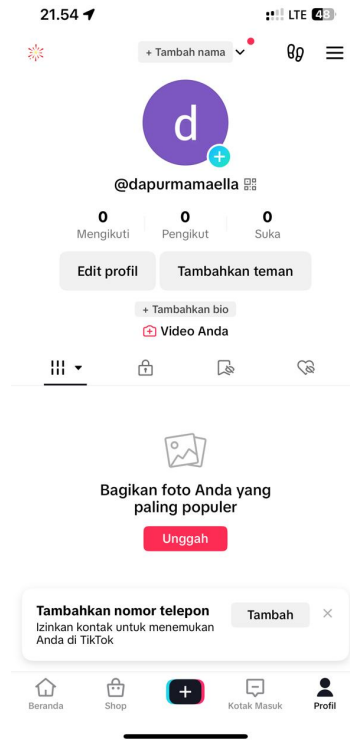 21.54
LTE 48
+ Tambah nama
d
@dapurmamaella
0 0 0
Mengikuti Pengikut Suka
Edit profil Tambahkan teman
+ Tambahkan bio
Video Anda
Bagikan foto Anda yang
paling populer
Unggah
Tambahkan nomor telepon
Izinkan kontak untuk menemukan
Anda di TikTok
Tambah
Beranda Shop Kotak Masuk Profil